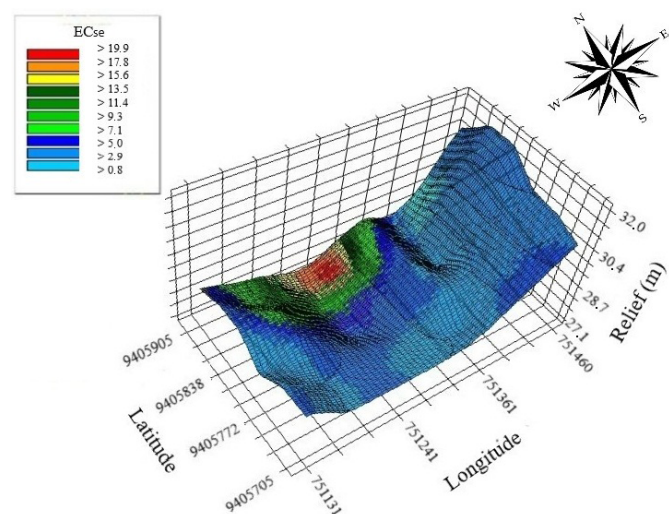 ECse
> 19.9
> 17.8
> 15.6
> 13.5
> 11.4
> 9.3
> 7.1
> 5.0
> 2.9
> 0.8
N
E
W
S
32.0
30.4
28.7
27.1
Relief (m)
9405905
9405838
9405772
9405705
Latitude
751131
751241
751361
751460
Longitude